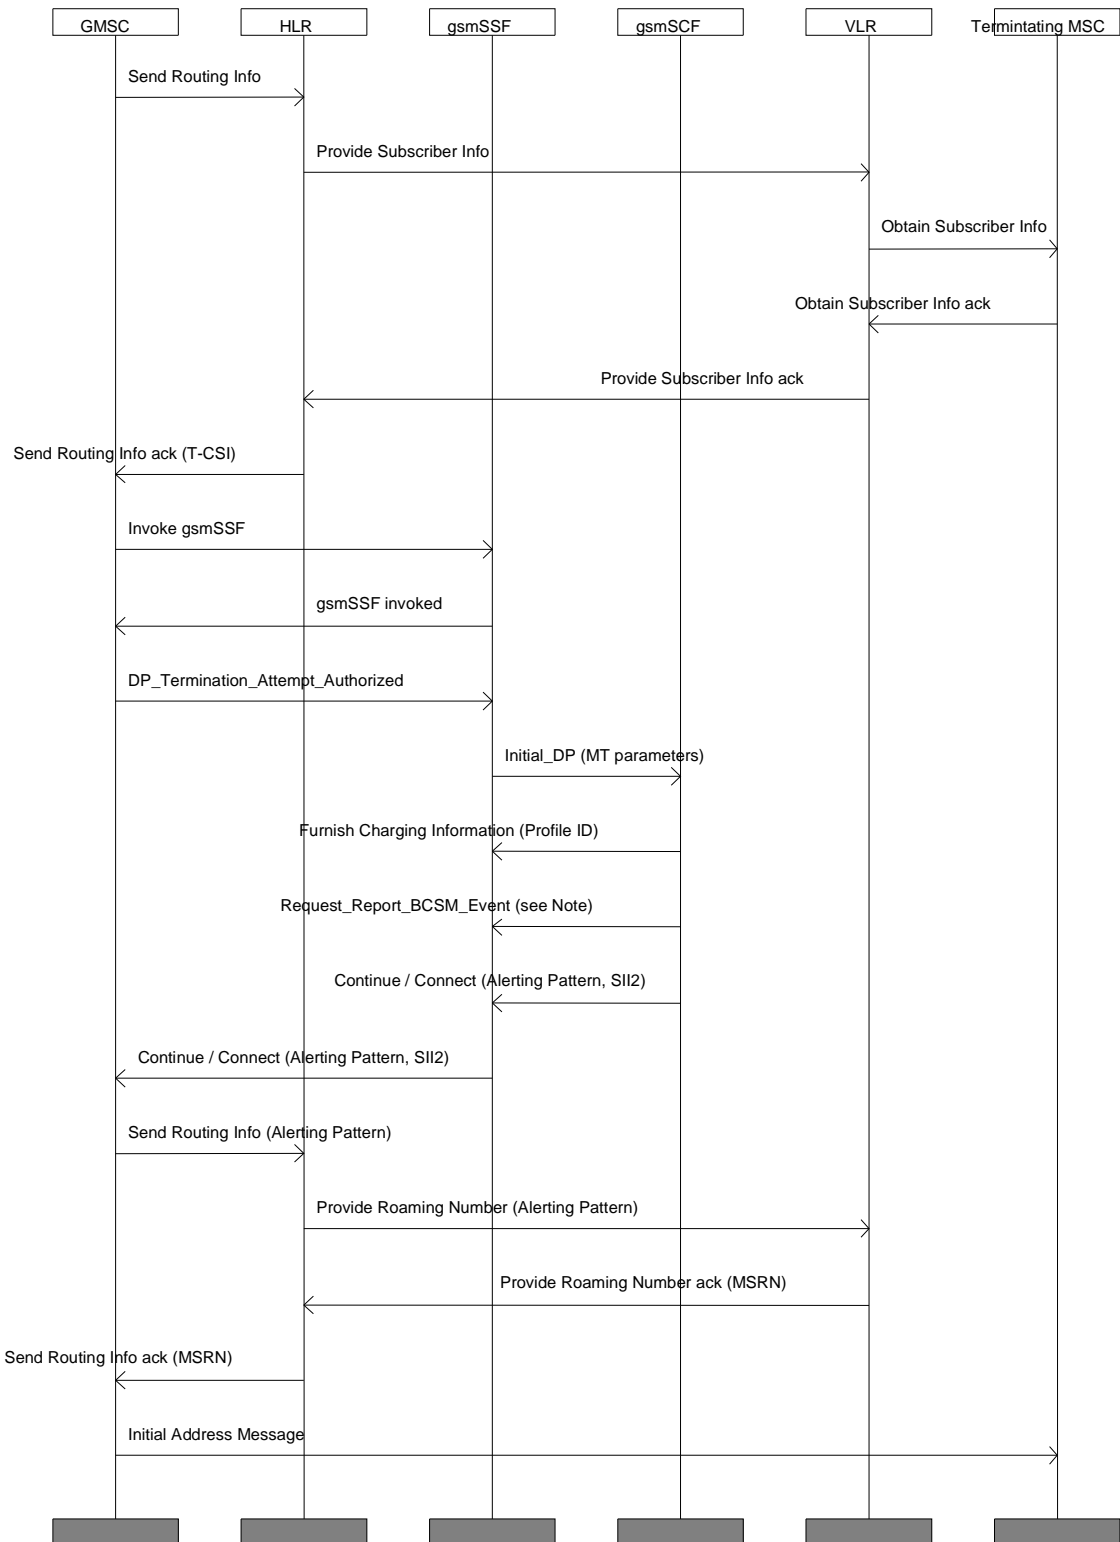 GMSC
HLR
gsmSSF
gsmSCF
VLR
Termintating MSC
Send Routing Info
Provide Subscriber Info
Obtain Subscriber Info
Obtain Subscriber Info ack
Provide Subscriber Info ack
Send Routing Info ack (T-CSI)
Invoke gsmSSF
gsmSSF invoked
DP_Termination_Attempt_Authorized
Initial_DP (MT parameters)
Furnish Charging Information (Profile ID)
Request_Report_BCSM_Event (see Note)
Continue / Connect (Alerting Pattern, SII2)
Continue / Connect (Alerting Pattern, SII2)
Send Routing Info (Alerting Pattern)
Provide Roaming Number (Alerting Pattern)
Provide Roaming Number ack (MSRN)
Send Routing Info ack (MSRN)
Initial Address Message